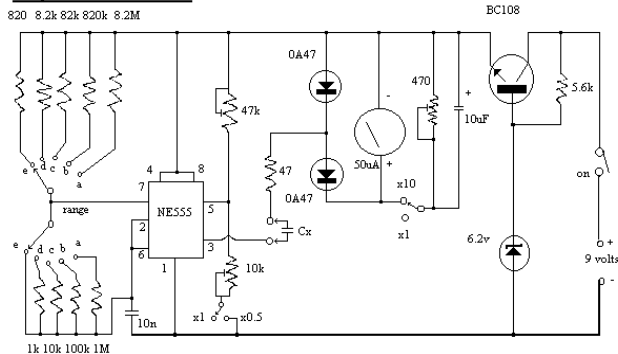 820 8.2k 82k 820k 8.2M
BC108
0A47
470
5.6k
47k
+
10uF
-
50uA +
e d c b a
4 8
7
47
0A47
x10
on
range
NE555
5
2
Cx
x1
e d c b a
3
6.2v
+
9 volts
-
6
1
10k
10n
x1 x0.5
1k 10k 100k 1M